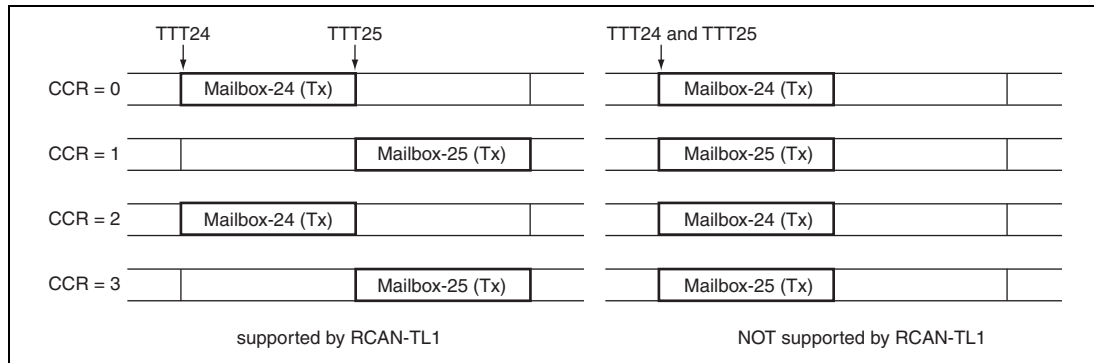 TTT24 TTT25 TTT24 and TTT25
CCR = 0 Mailbox-24 (Tx) Mailbox-24 (Tx)
CCR = 1 Mailbox-25 (Tx) Mailbox-25 (Tx)
CCR = 2 Mailbox-24 (Tx) Mailbox-24 (Tx)
CCR = 3 Mailbox-25 (Tx) Mailbox-25 (Tx)
supported by RCAN-TL1 NOT supported by RCAN-TL1